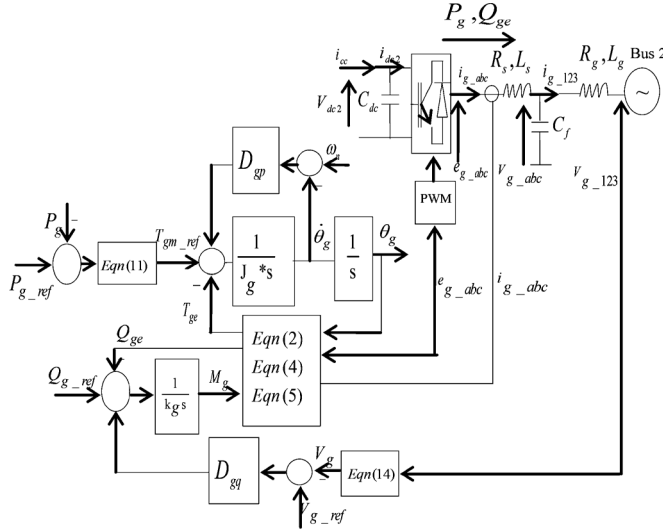 P_g , Q_ge
i_cc
i_dc2
R_s , L_s
R_g , L_g
Bus 2
i_g_abc
i_g_123
~
V_dc2
C_dc
C_f
e_g_abc
V_g_abc
V_g_123
PWM
D_gp
ω_n
−
P_g −
T_gm_ref
θ̇_g
θ_g
P_g_ref
Eqn(11)
1
J_g *s
1
s
−
T_ge
e_g_abc
i_g_abc
Q_ge
−
Eqn(2)
Eqn(4)
Eqn(5)
Q_g_ref
1
k_g s
M_g
D_gq
V_g
−
Eqn(14)
V_g_ref